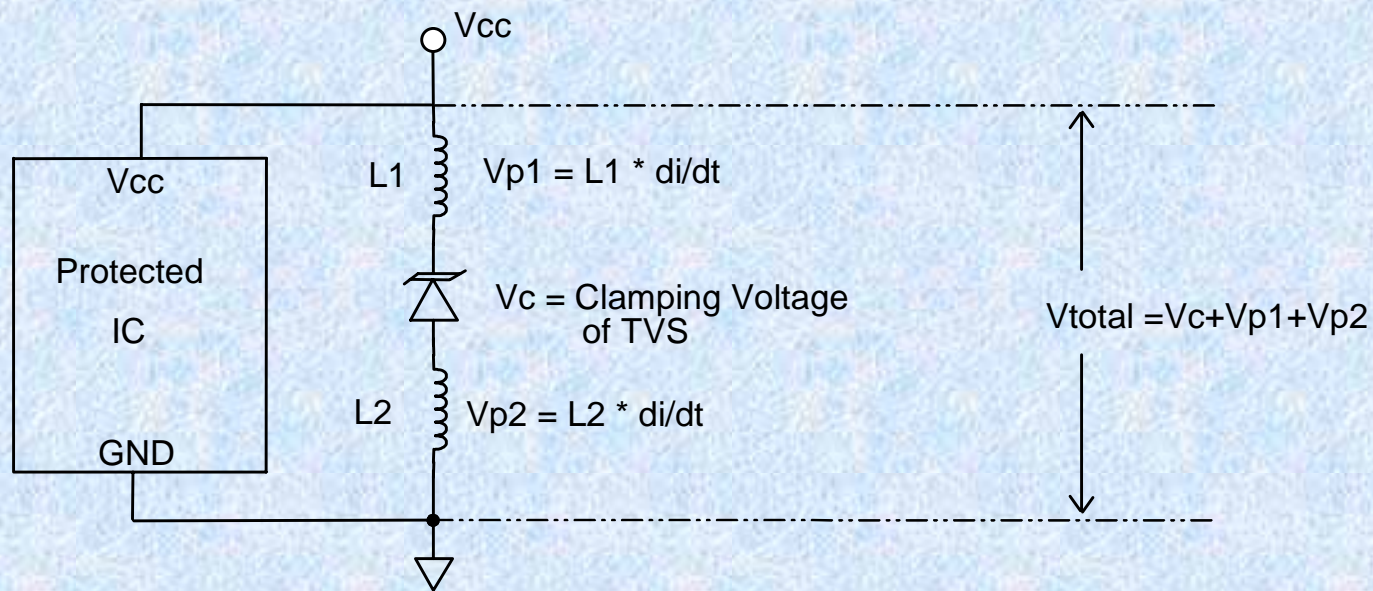 Vcc
L1
Vp1 = L1 * di/dt
Vcc
Protected
IC
Vc = Clamping Voltage
of TVS
Vtotal =Vc+Vp1+Vp2
L2
Vp2 = L2 * di/dt
GND